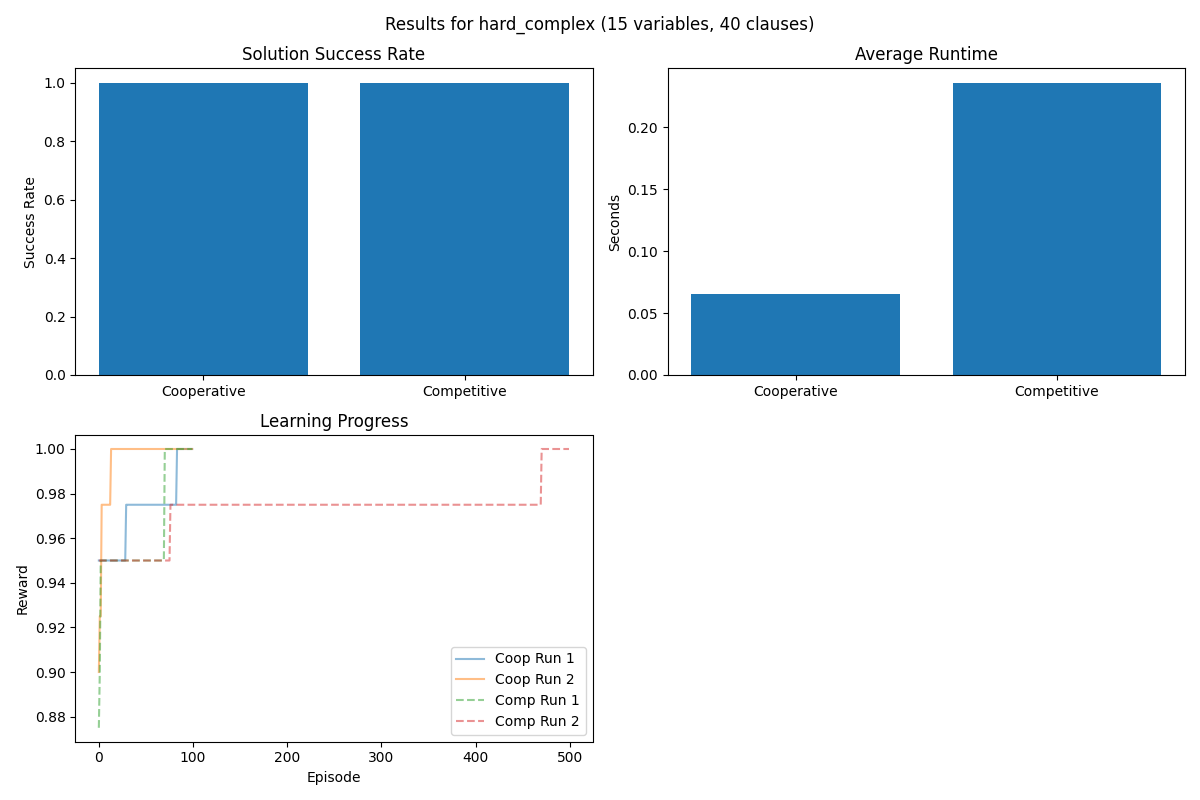 Results for hard_complex (15 variables, 40 clauses)
Solution Success Rate
Success Rate
1.0
0.8
0.6
0.4
0.2
0.0
Cooperative Competitive
Average Runtime
Seconds
0.20
0.15
0.10
0.05
0.00
Cooperative Competitive
Learning Progress
Reward
1.00
0.98
0.96
0.94
0.92
0.90
0.88
Coop Run 1
Coop Run 2
Comp Run 1
Comp Run 2
0 100 200 300 400 500
Episode